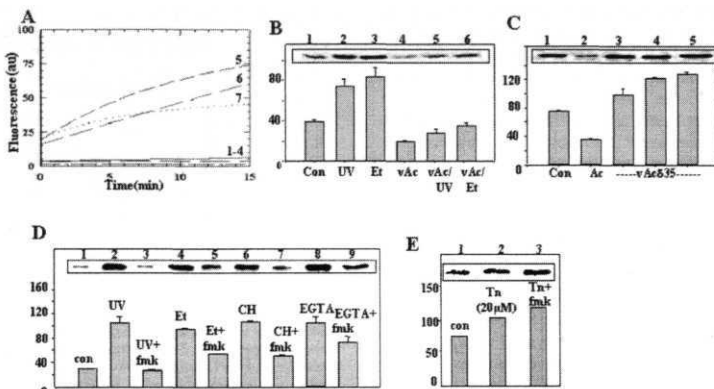 A
Fluorescence(au)
100
75
50
25
0
5
6
7
1-4
0
5
10
15
Time(min)
B
1 2 3 4 5 6
80
40
0
Con UV Et vAc vAc/UV vAc/Et
C
1 2 3 4 5
120
80
40
0
Con Ac -----vAcδ35------
D
1 2 3 4 5 6 7 8 9
160
120
80
40
con
UV
UV+ fmk
Et
Et+ fmk
CH
CH+ fmk
EGTA
EGTA+ fmk
E
1 2 3
150
100
50
0
con
Tn (20μM)
Tn+ fmk